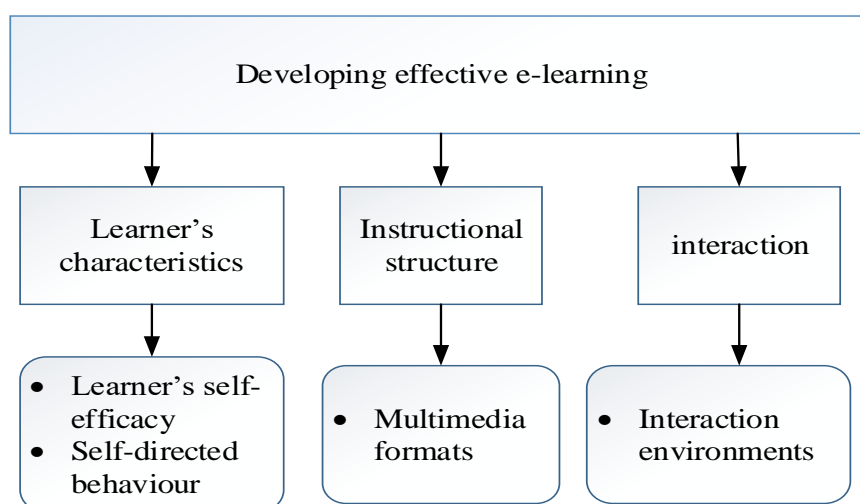 Developing effective e-learning
Learner’s
characteristics
Instructional
structure
interaction
• Learner’s self-
efficacy
• Self-directed
behaviour
• Multimedia
formats
• Interaction
environments